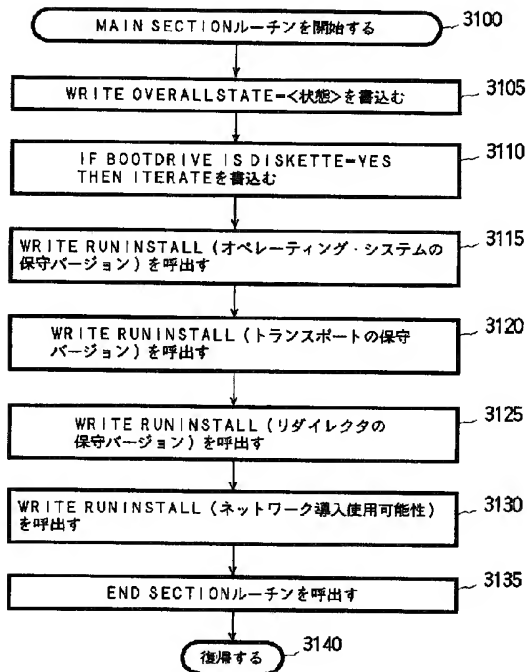 MAIN SECTIONルーチンを開始する
3100
WRITE OVERALLSTATE=<状態>を書込む
3105
IF BOOTDRIVE IS DISKETTE=YES
THEN ITERATEを書込む
3110
WRITE RUNINSTALL(オペレーティング・システムの
保守バージョン)を呼出す
3115
WRITE RUNINSTALL(トランスポートの保守
バージョン)を呼出す
3120
WRITE RUNINSTALL(リダイレクタの
保守バージョン)を呼出す
3125
WRITE RUNINSTALL(ネットワーク導入使用可能性)
を呼出す
3130
END SECTIONルーチンを呼出す
3135
復帰する
3140